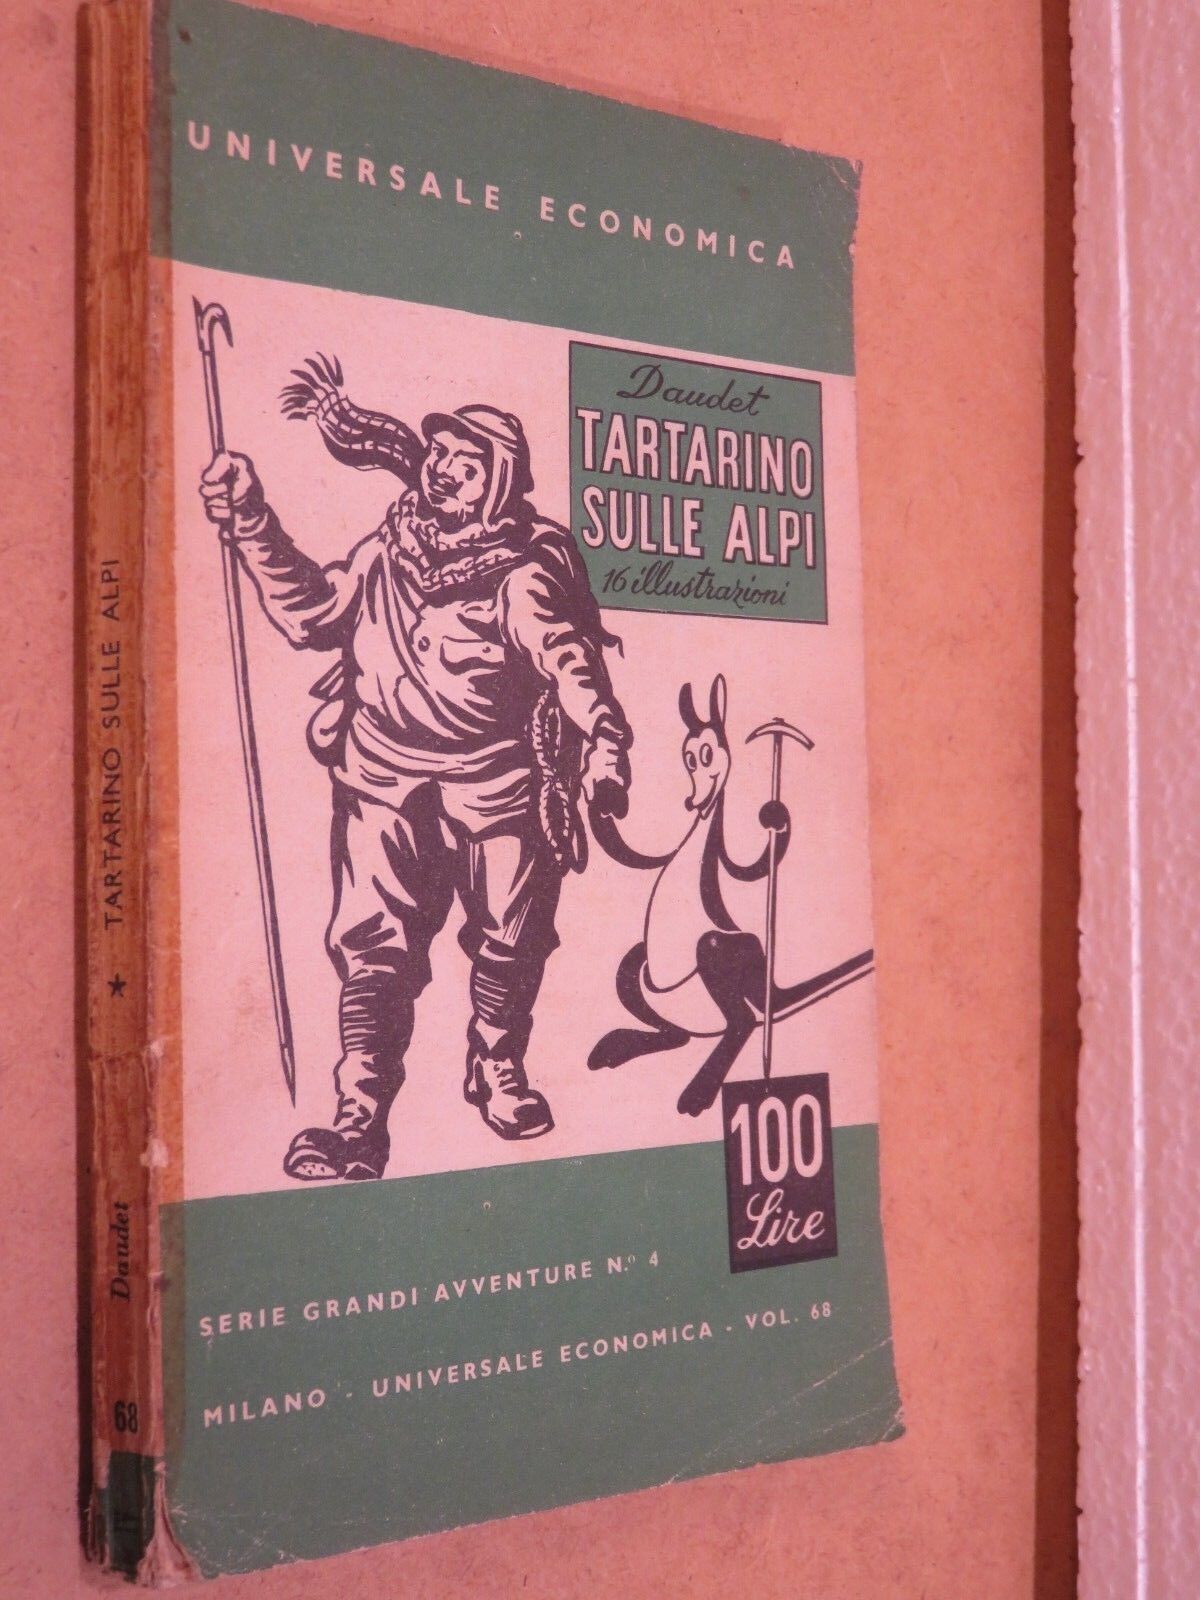 UNIVERSALE ECONOMICA
Daudet
TARTARINO
SULLE ALPI
16 illustrazioni
100
Lire
SERIE GRANDI AVVENTURE N.º 4
MILANO - UNIVERSALE ECONOMICA - VOL. 68
Daudet ★ TARTARINO SULLE ALPI
68